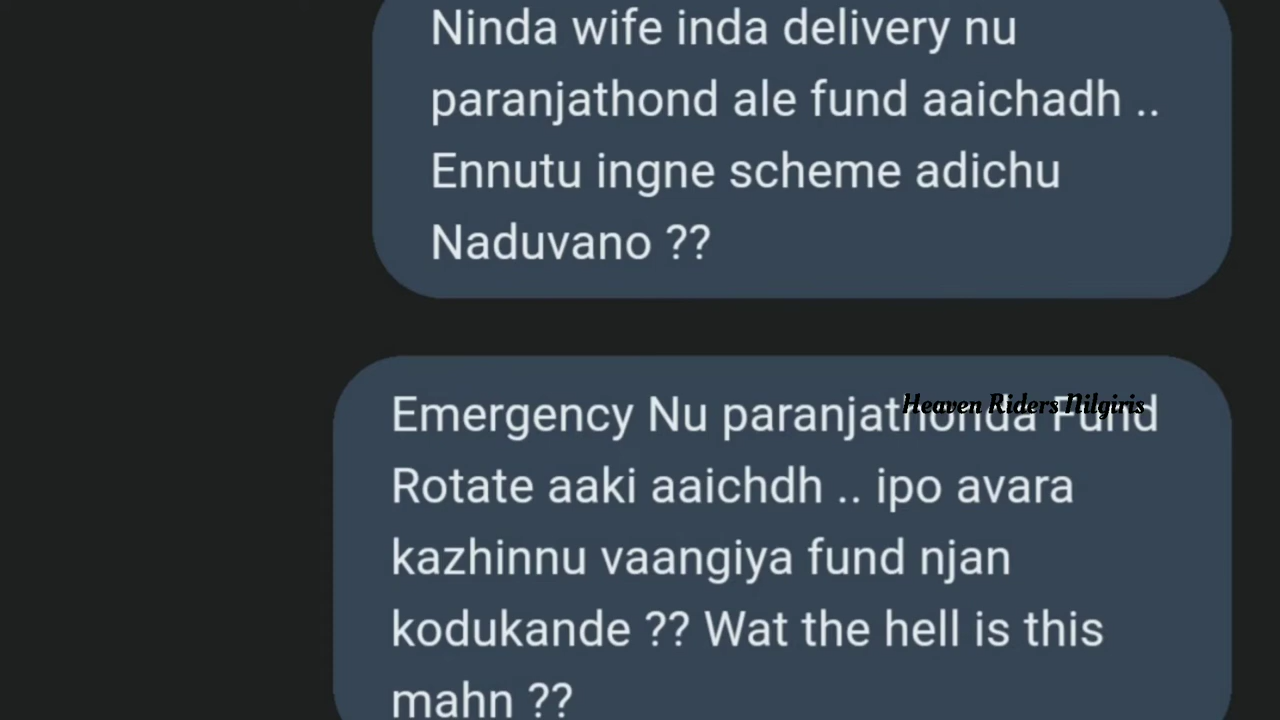 Ninda wife inda delivery nu
paranjathond ale fund aaichadh ..
Ennutu ingne scheme adichu
Naduvano ??
Heaven Riders Nilgiris
Emergency Nu paranjathonda Fund
Rotate aaki aaichdh .. ipo avara
kazhinnu vaangiya fund njan
kodukande ?? Wat the hell is this
mahn ??